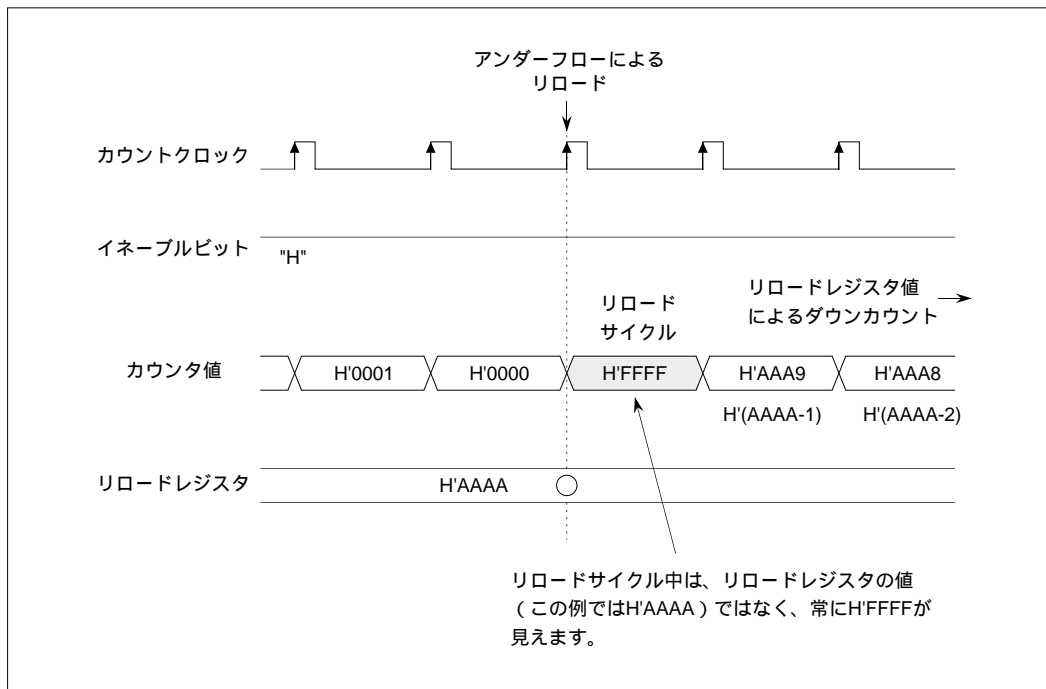 アンダーフローによる
リロード
カウントクロック
イネーブルビット
"H"
リロード
サイクル
リロードレジスタ値
によるダウンカウント
カウンタ値
H'0001
H'0000
H'FFFF
H'AAA9
H'AAA8
H'(AAAA-1)
H'(AAAA-2)
リロードレジスタ
H'AAAA
リロードサイクル中は、リロードレジスタの値
（この例ではH'AAAA）ではなく、常にH'FFFFが
見えます。